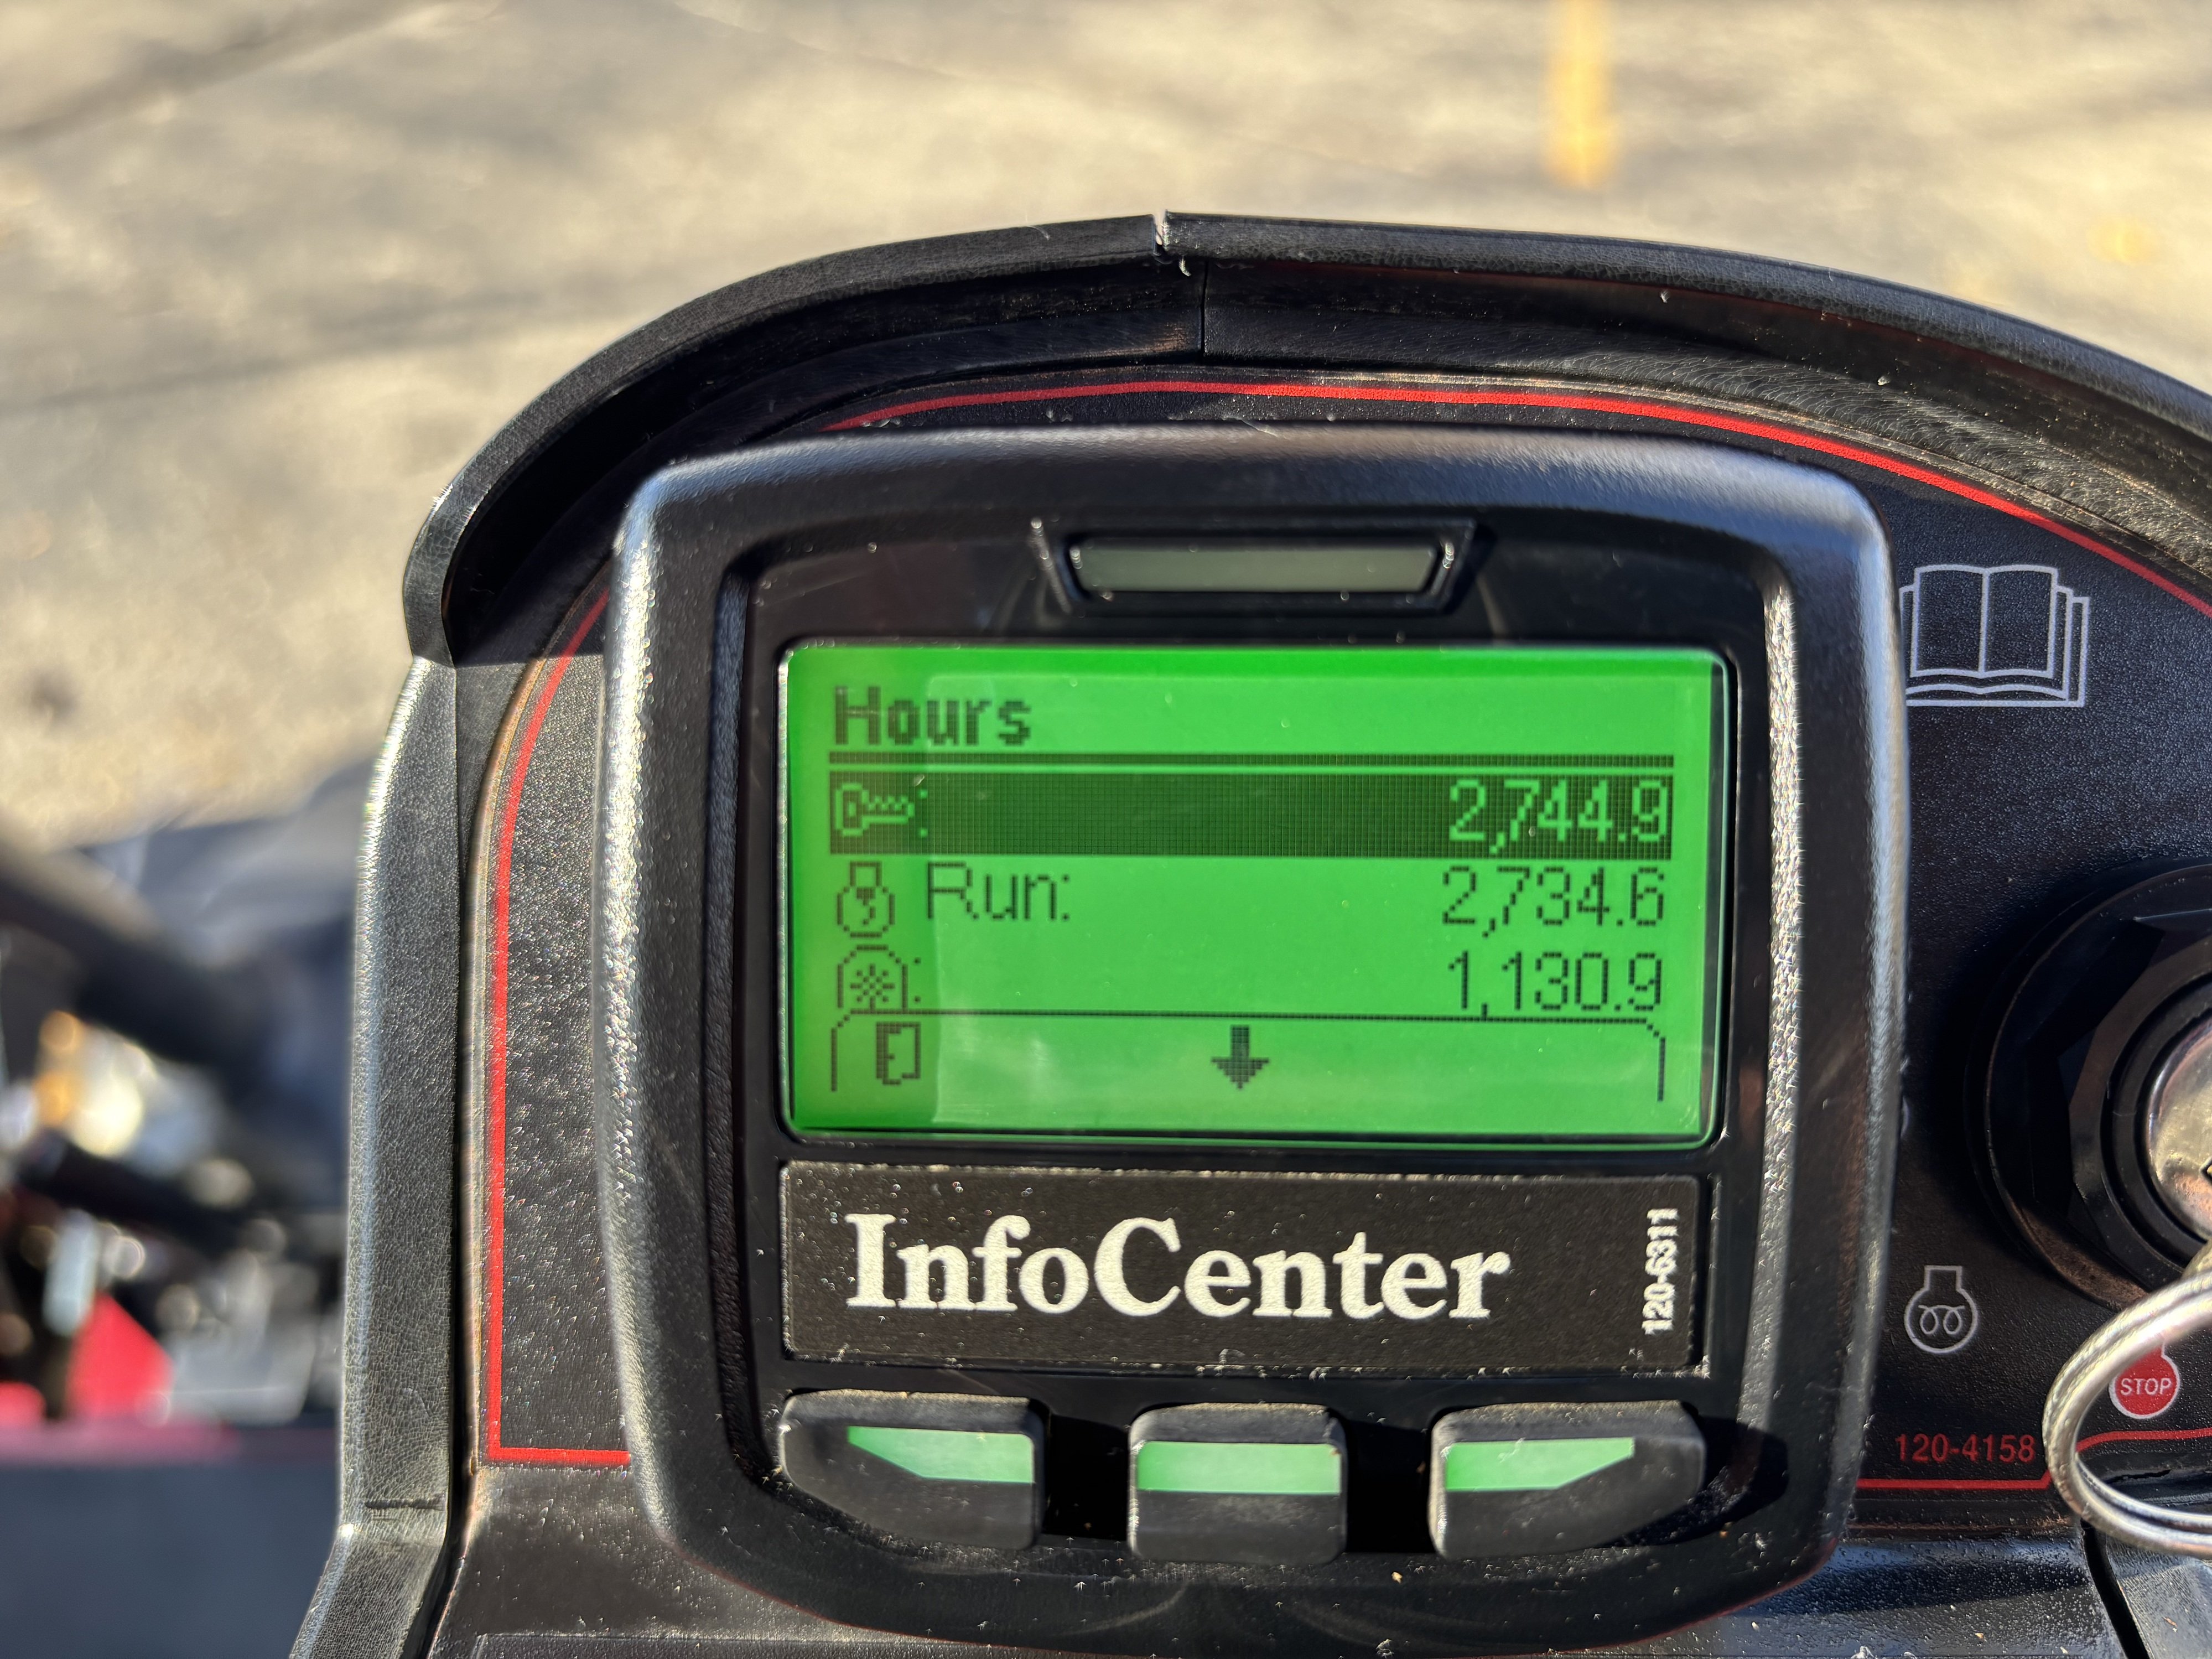 Hours
: 2,744.9
Run: 2,734.6
: 1,130.9
InfoCenter
120-6311
STOP
120-4158